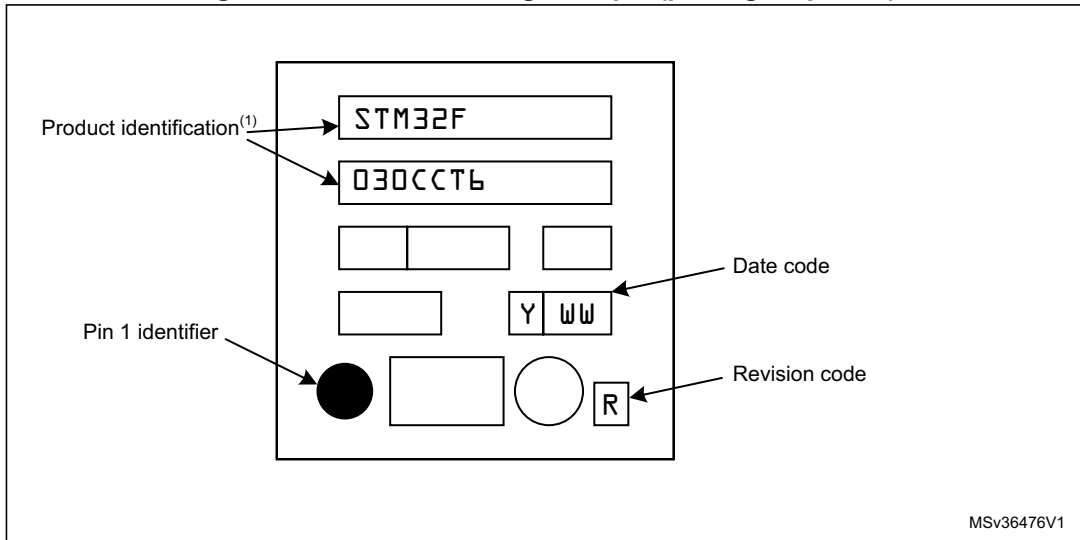 Product identification(1)
STM32F
030CCT6
Date code
Y WW
Pin 1 identifier
Revision code
R
MSv36476V1